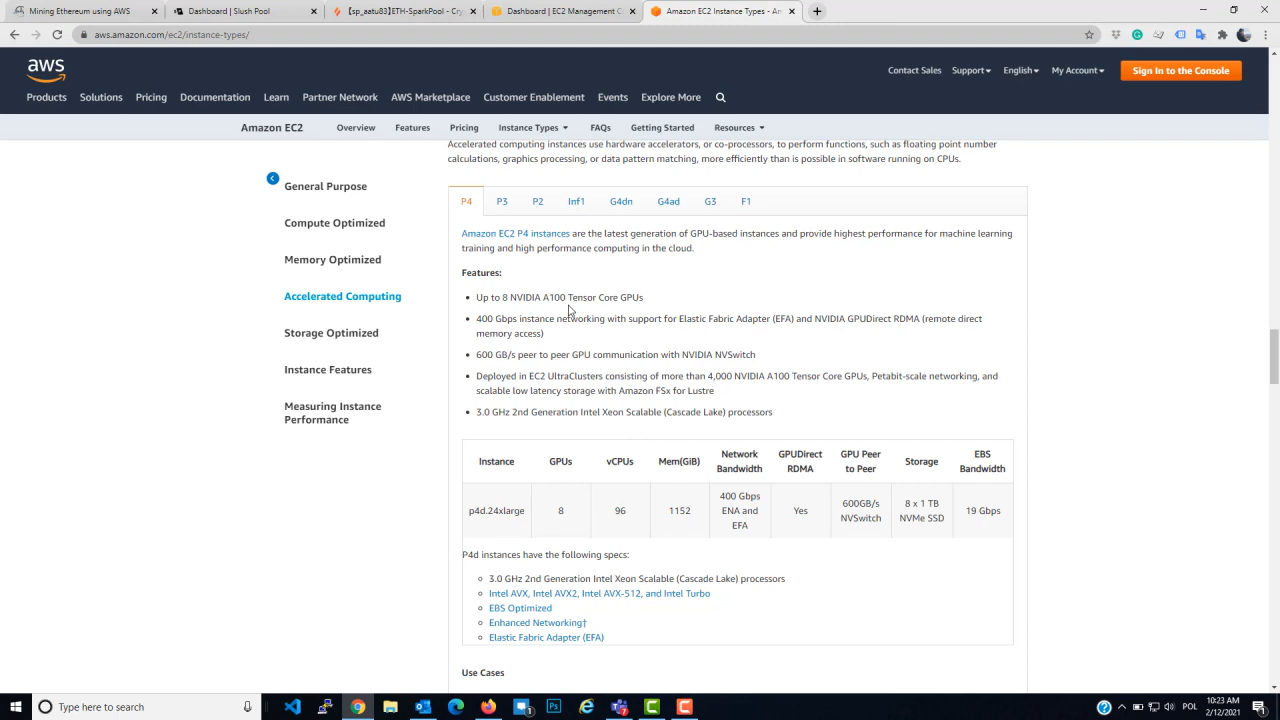 Mining Ethereum using AWS
Dashboard | Slush Pool
[sp_aatu83]ETH-SparkPool - Cry
Dashboard | EC2 Management C
Amazon EC2 Instance Types - Am
aws.amazon.com/ec2/instance-types/
aws
Contact Sales Support English My Account Sign In to the Console
Products Solutions Pricing Documentation Learn Partner Network AWS Marketplace Customer Enablement Events Explore More
Amazon EC2 Overview Features Pricing Instance Types FAQs Getting Started Resources
Accelerated computing instances use hardware accelerators, or co-processors, to perform functions, such as floating point number
calculations, graphics processing, or data pattern matching, more efficiently than is possible in software running on CPUs.
General Purpose
Compute Optimized
Memory Optimized
Accelerated Computing
Storage Optimized
Instance Features
Measuring Instance
Performance
P4 P3 P2 Inf1 G4dn G4ad G3 F1
Amazon EC2 P4 instances are the latest generation of GPU-based instances and provide highest performance for machine learning
training and high performance computing in the cloud.
Features:
Up to 8 NVIDIA A100 Tensor Core GPUs
400 Gbps instance networking with support for Elastic Fabric Adapter (EFA) and NVIDIA GPUDirect RDMA (remote direct
memory access)
600 GB/s peer to peer GPU communication with NVIDIA NVSwitch
Deployed in EC2 UltraClusters consisting of more than 4,000 NVIDIA A100 Tensor Core GPUs, Petabit-scale networking, and
scalable low latency storage with Amazon FSx for Lustre
3.0 GHz 2nd Generation Intel Xeon Scalable (Cascade Lake) processors
Instance GPUs vCPUs Mem(GiB) Network Bandwidth GPUDirect RDMA GPU Peer to Peer Storage EBS Bandwidth
p4d.24xlarge 8 96 1152 400 Gbps ENA and EFA Yes 600GB/s NVSwitch 8 x 1 TB NVMe SSD 19 Gbps
P4d instances have the following specs:
3.0 GHz 2nd Generation Intel Xeon Scalable (Cascade Lake) processors
Intel AVX, Intel AVX2, Intel AVX-512, and Intel Turbo
EBS Optimized
Enhanced Networking†
Elastic Fabric Adapter (EFA)
Use Cases
Type here to search
POL
10:23 AM
2/12/2021